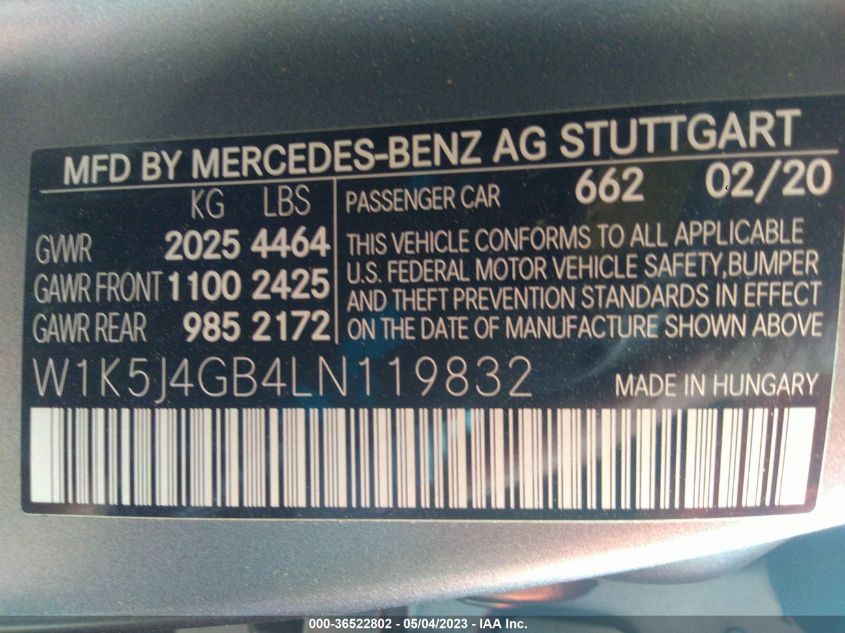 MFD BY MERCEDES-BENZ AG STUTTGART
KG LBS
GVWR 2025 4464
GAWR FRONT 1100 2425
GAWR REAR 985 2172
PASSENGER CAR 662 02/20
THIS VEHICLE CONFORMS TO ALL APPLICABLE
U.S. FEDERAL MOTOR VEHICLE SAFETY, BUMPER
AND THEFT PREVENTION STANDARDS IN EFFECT
ON THE DATE OF MANUFACTURE SHOWN ABOVE
W1K5J4GB4LN119832 MADE IN HUNGARY
000-36522802 - 05/04/2023 - IAA Inc.